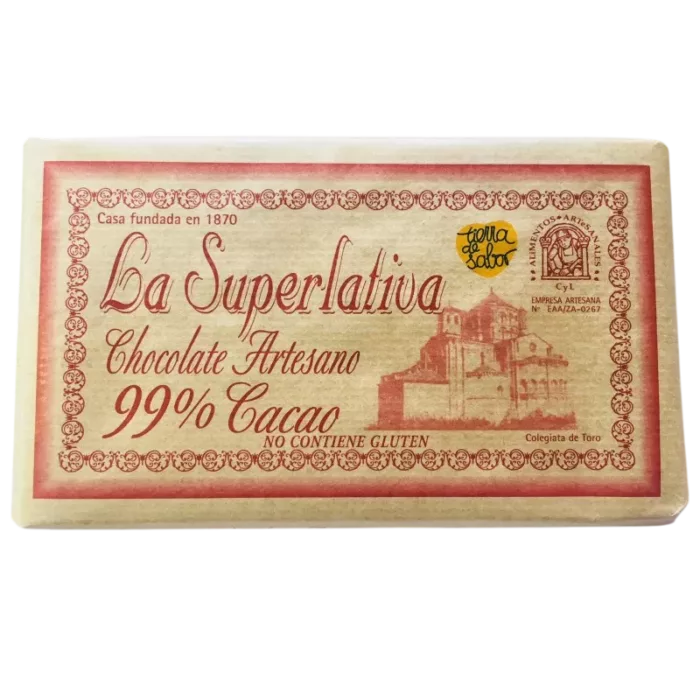 Casa fundada en 1870
La Superlativa
Chocolate Artesano
99% Cacao
NO CONTIENE GLUTEN
tierra
de
sabor
ALIMENTOS ARTESANALES
CyL
EMPRESA ARTESANA
Nº EAA/ZA-0267
Colegiata de Toro